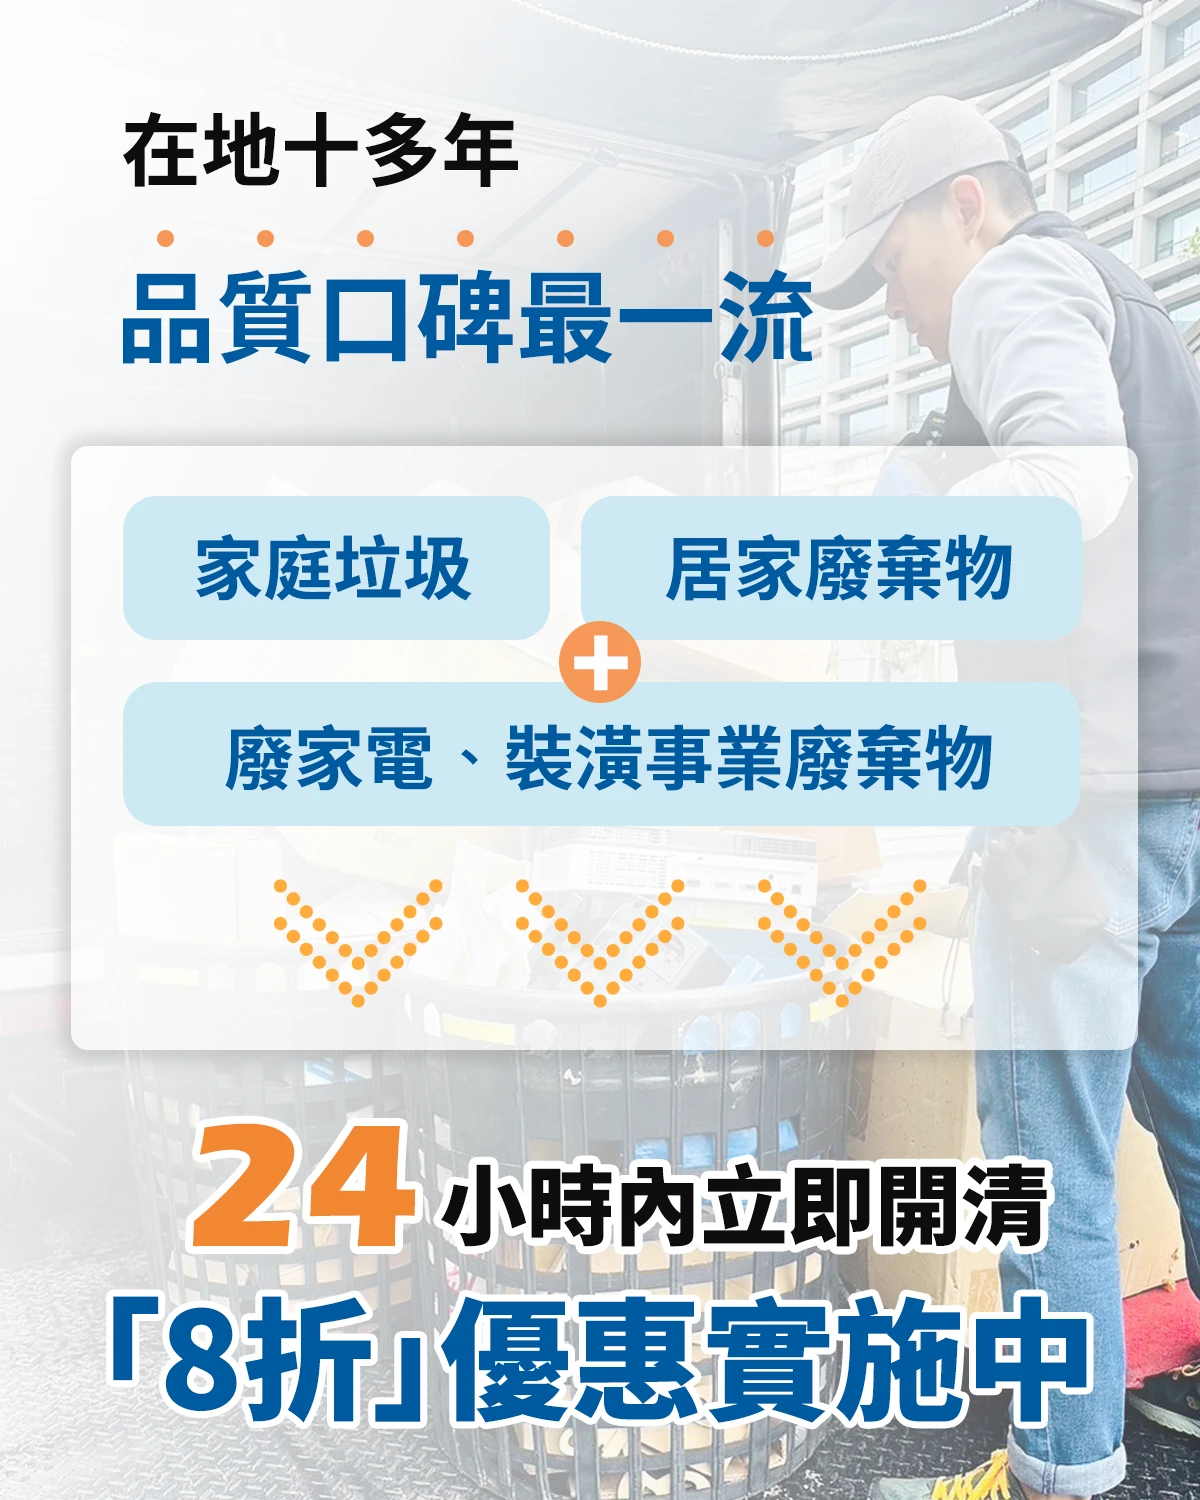 在地十多年
品質口碑最一流
家庭垃圾
居家廢棄物
廢家電、裝潢事業廢棄物
24小時內立即開清
「8折」優惠實施中